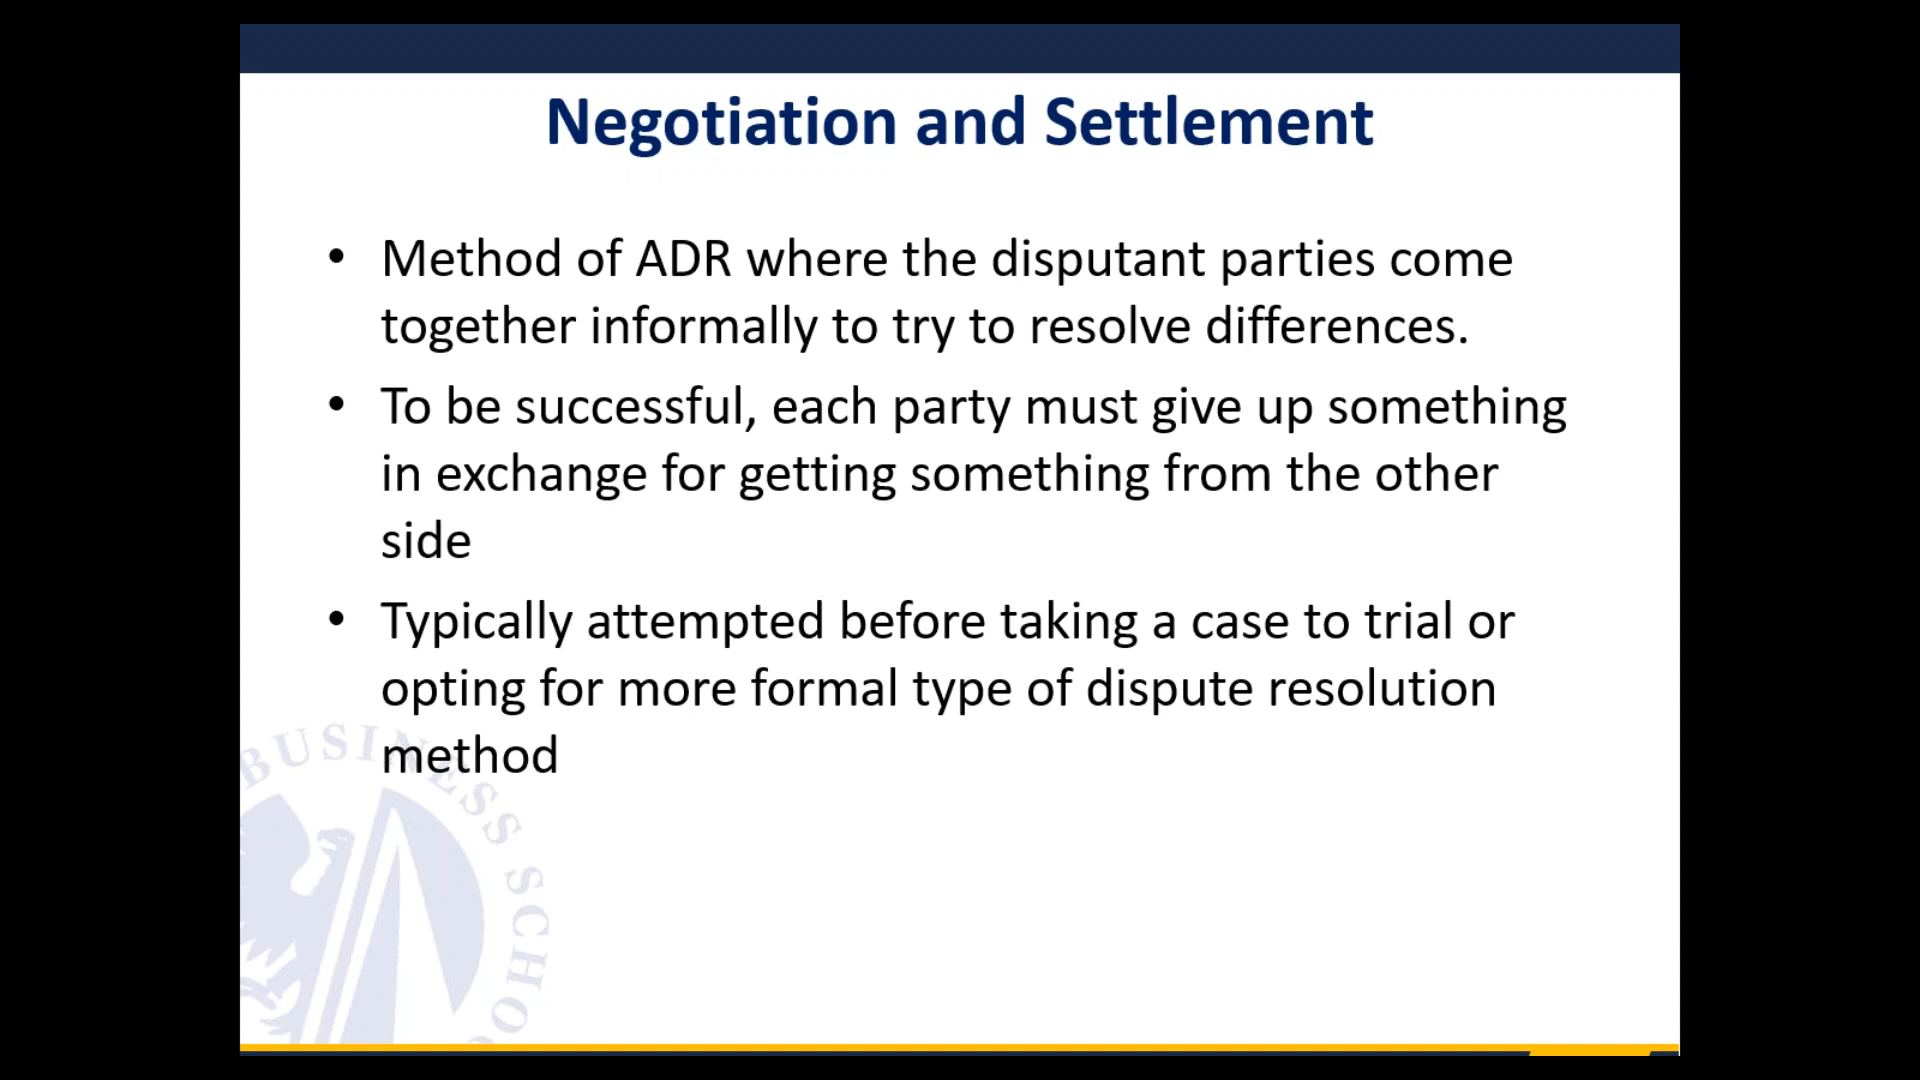 Negotiation and Settlement
• Method of ADR where the disputant parties come
together informally to try to resolve differences.
• To be successful, each party must give up something
in exchange for getting something from the other
side
• Typically attempted before taking a case to trial or
opting for more formal type of dispute resolution
method
BUSINESS SCHO